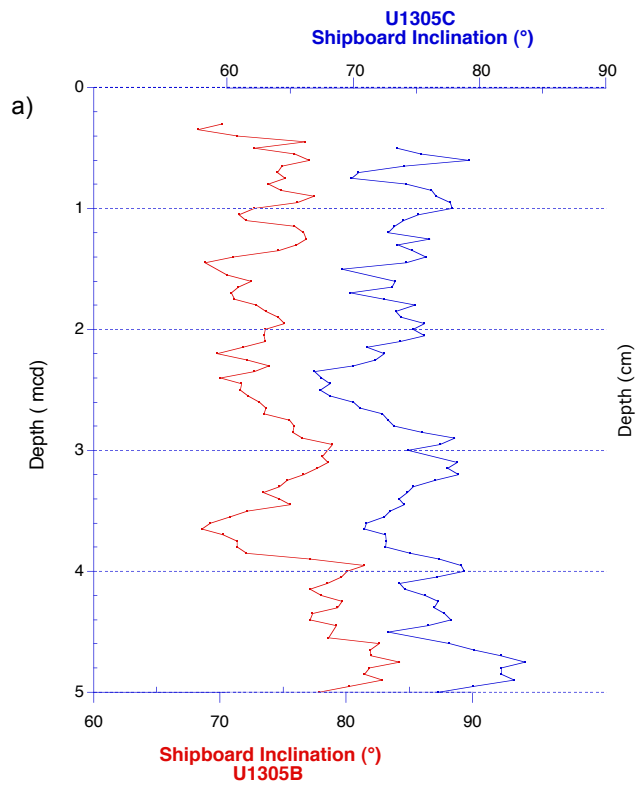 U1305C
Shipboard Inclination (°)
60 70 80 90
a)
0
1
2
3
4
5
Depth ( mcd)
Depth (cm)
60 70 80 90
Shipboard Inclination (°)
U1305B